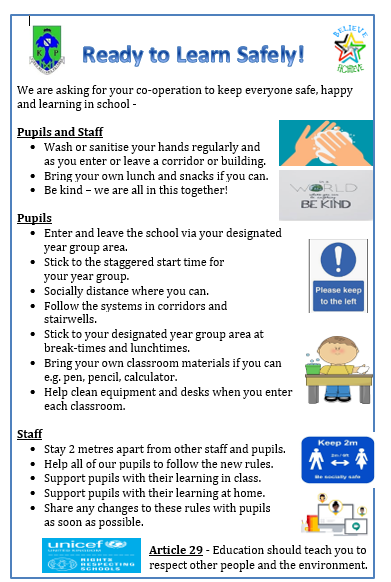 BELIEVE
ACHIEVE
Ready to Learn Safely!
We are asking for your co-operation to keep everyone safe, happy
and learning in school -
Pupils and Staff
• Wash or sanitise your hands regularly and
as you enter or leave a corridor or building.
• Bring your own lunch and snacks if you can.
• Be kind – we are all in this together!
WORLD
BE KIND
Pupils
• Enter and leave the school via your designated
year group area.
• Stick to the staggered start time for
your year group.
• Socially distance where you can.
• Follow the systems in corridors and
stairwells.
• Stick to your designated year group area at
break-times and lunchtimes.
• Bring your own classroom materials if you can
e.g. pen, pencil, calculator.
• Help clean equipment and desks when you enter
each classroom.
Please keep
to the left
Staff
• Stay 2 metres apart from other staff and pupils.
• Help all of our pupils to follow the new rules.
• Support pupils with their learning in class.
• Support pupils with their learning at home.
• Share any changes to these rules with pupils
as soon as possible.
Keep 2m
Be socially safe
unicef
RIGHTS
RESPECTING
SCHOOLS
Article 29 - Education should teach you to
respect other people and the environment.